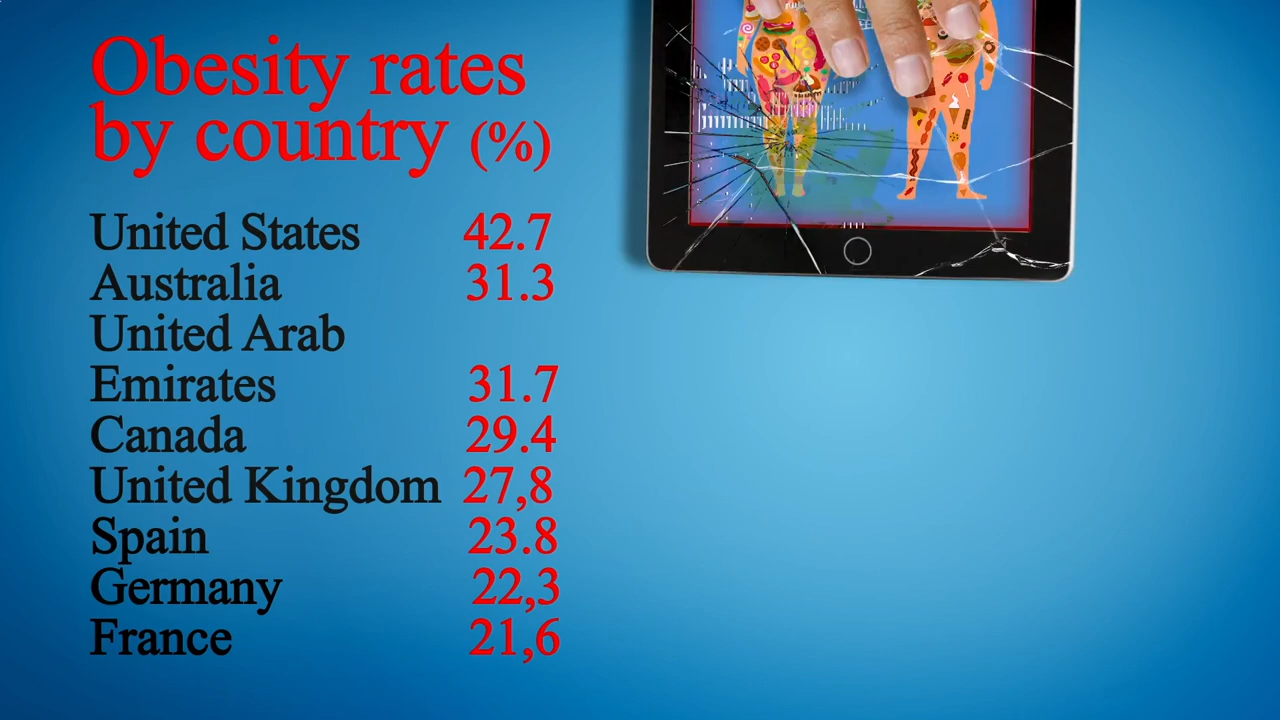 Obesity rates
by country (%)
United States 42.7
Australia 31.3
United Arab
Emirates 31.7
Canada 29.4
United Kingdom 27,8
Spain 23.8
Germany 22,3
France 21,6